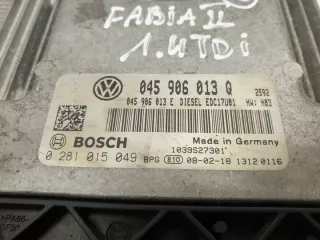 FABIA II
1.4TDi
045 906 013 Q 2592
045 906 013 E DIESEL EDC17U01 HW: H03
BOSCH Made in Germany
1039S27301
0 281 015 049 BPG 810 08-02-18 1312 0116
>PA66-